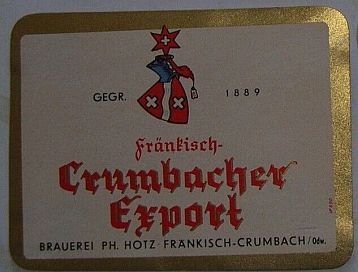 GEGR. 1889
Fränkisch-
Crumbacher
Export
BRAUEREI PH. HOTZ · FRÄNKISCH-CRUMBACH/Odw.